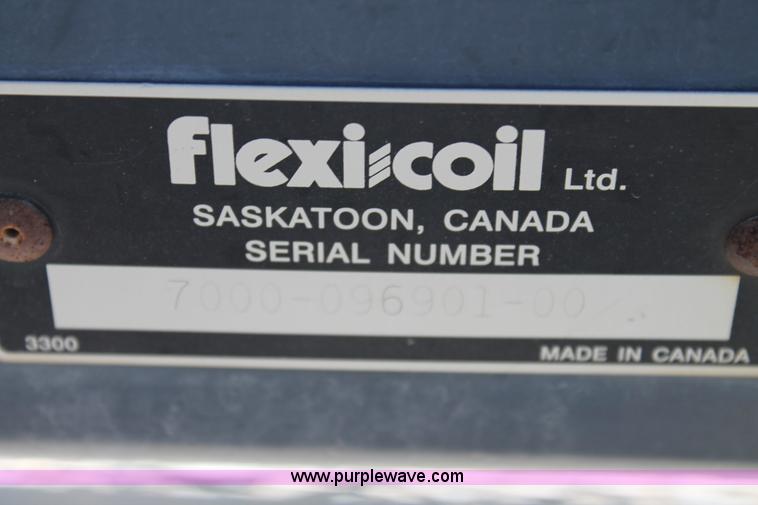 flexi-coil Ltd.
SASKATOON, CANADA
SERIAL NUMBER
7000-096901-00
3300
MADE IN CANADA
www.purplewave.com